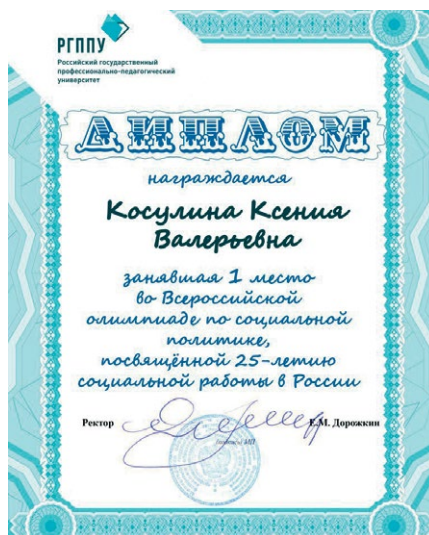 РГППУ
Российский государственный
профессионально-педагогический
университет
ДИПЛОМ
награждается
Косулина Ксения
Валерьевна
занявшая 1 место
во Всероссийской
олимпиаде по социальной
политике,
посвящённой 25-летию
социальной работы в России
Ректор Е.М. Дорожкин